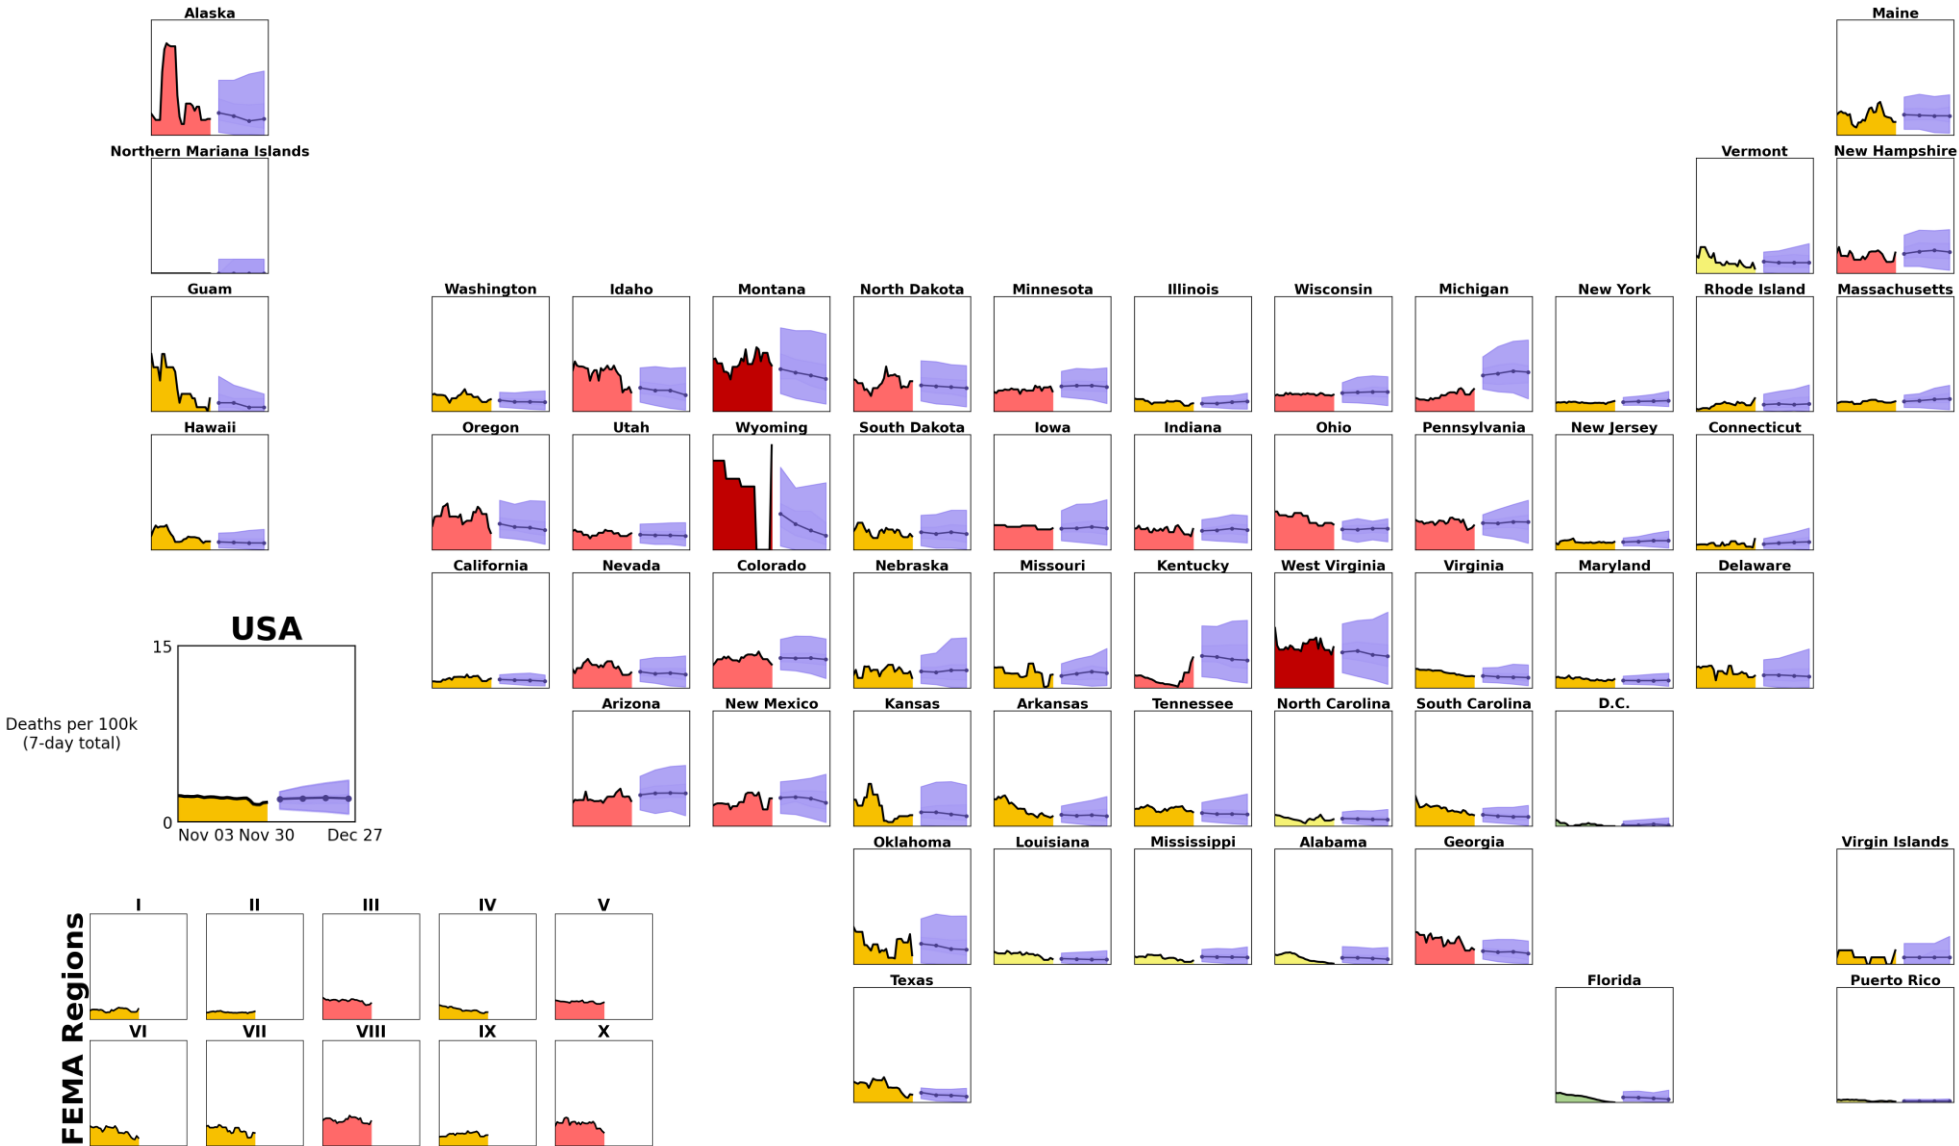 Alaska
Maine
Northern Mariana Islands
Vermont
New Hampshire
Guam
Washington
Idaho
Montana
North Dakota
Minnesota
Illinois
Wisconsin
Michigan
New York
Rhode Island
Massachusetts
Hawaii
Oregon
Utah
Wyoming
South Dakota
Iowa
Indiana
Ohio
Pennsylvania
New Jersey
Connecticut
California
Nevada
Colorado
Nebraska
Missouri
Kentucky
West Virginia
Virginia
Maryland
Delaware
USA
15
Deaths per 100k
(7-day total)
0
Nov 03
Nov 30
Dec 27
Arizona
New Mexico
Kansas
Arkansas
Tennessee
North Carolina
South Carolina
D.C.
Oklahoma
Louisiana
Mississippi
Alabama
Georgia
Virgin Islands
Texas
Florida
Puerto Rico
FEMA Regions
I
II
III
IV
V
VI
VII
VIII
IX
X